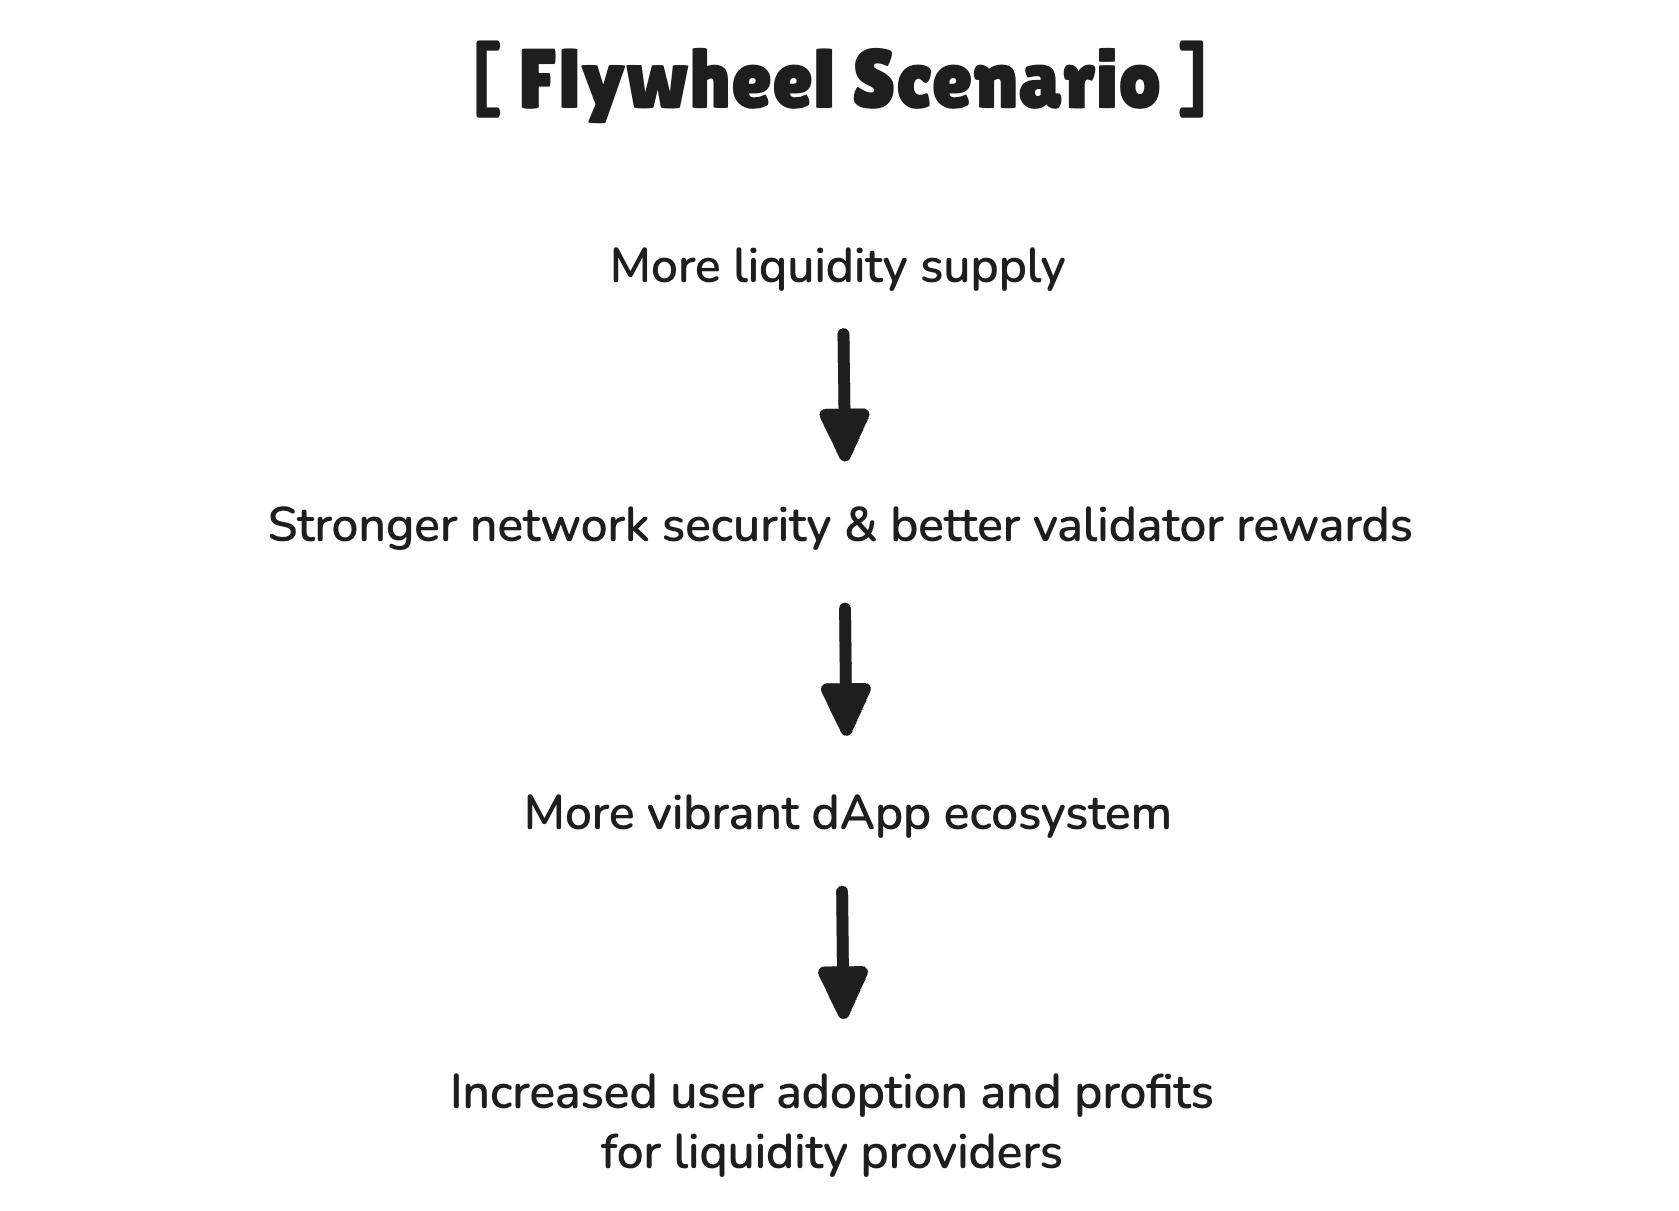 [ Flywheel Scenario ]
More liquidity supply
Stronger network security & better validator rewards
More vibrant dApp ecosystem
Increased user adoption and profits
for liquidity providers